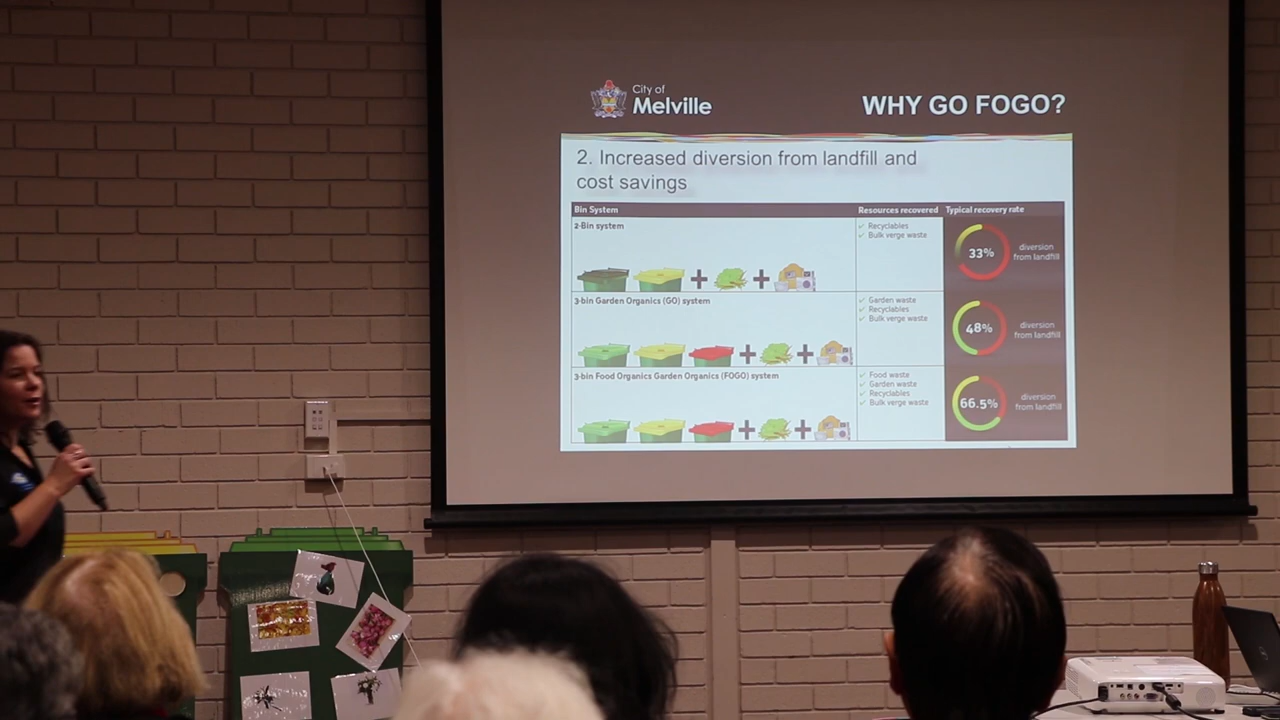 City of
Melville
WHY GO FOGO?
2. Increased diversion from landfill and
cost savings
Bin System
Resources recovered
Typical recovery rate
2-Bin system
✓ Recyclables
✓ Bulk verge waste
33%
diversion
from landfill
3-bin Garden Organics (GO) system
✓ Garden waste
✓ Recyclables
✓ Bulk verge waste
48%
diversion
from landfill
3-bin Food Organics Garden Organics (FOGO) system
✓ Food waste
✓ Garden waste
✓ Recyclables
✓ Bulk verge waste
66.5%
diversion
from landfill